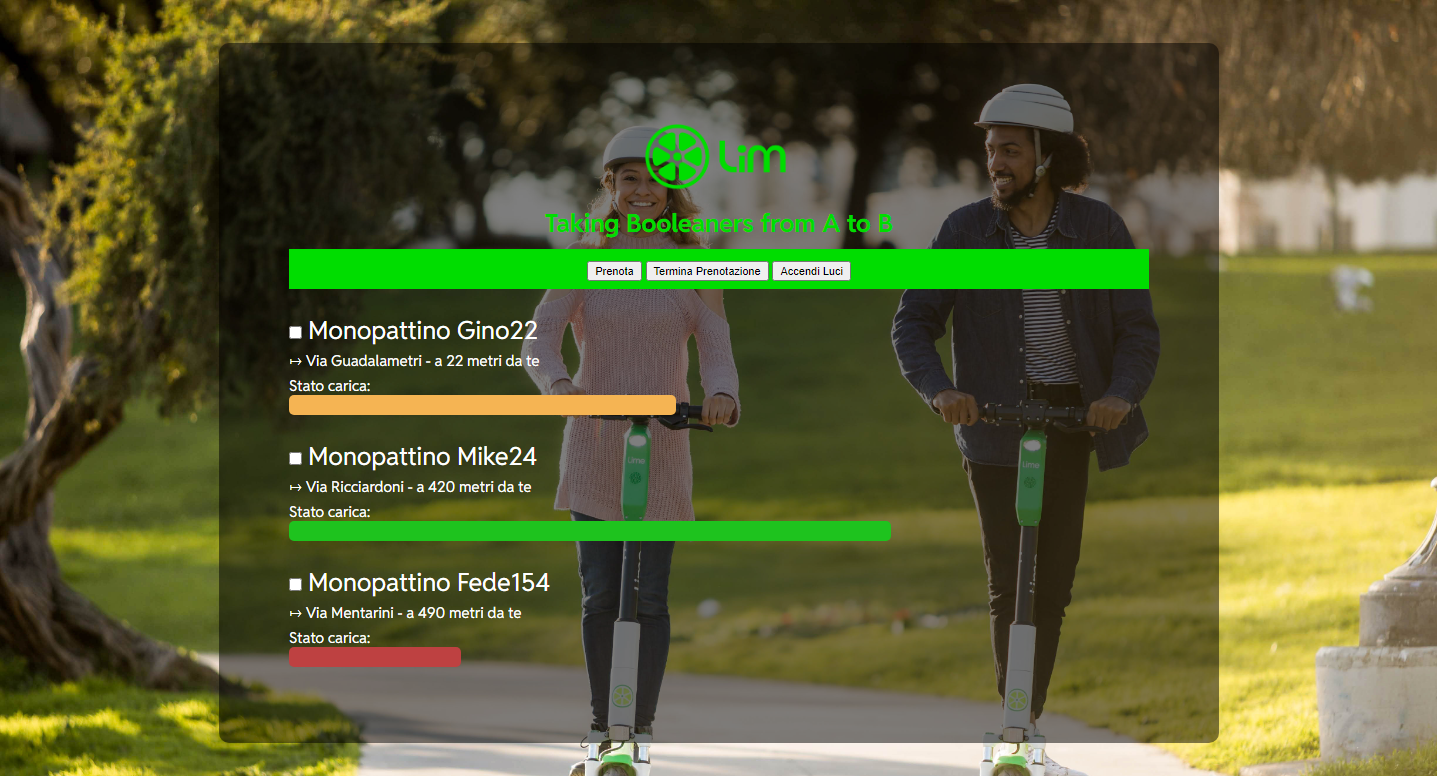 Lim
Taking Booleaners from A to B
Prenota Termina Prenotazione Accendi Luci
Monopattino Gino22
↦ Via Guadalametri - a 22 metri da te
Stato carica:
Monopattino Mike24
↦ Via Ricciardoni - a 420 metri da te
Stato carica:
Monopattino Fede154
↦ Via Mentarini - a 490 metri da te
Stato carica:
Lime
Lime